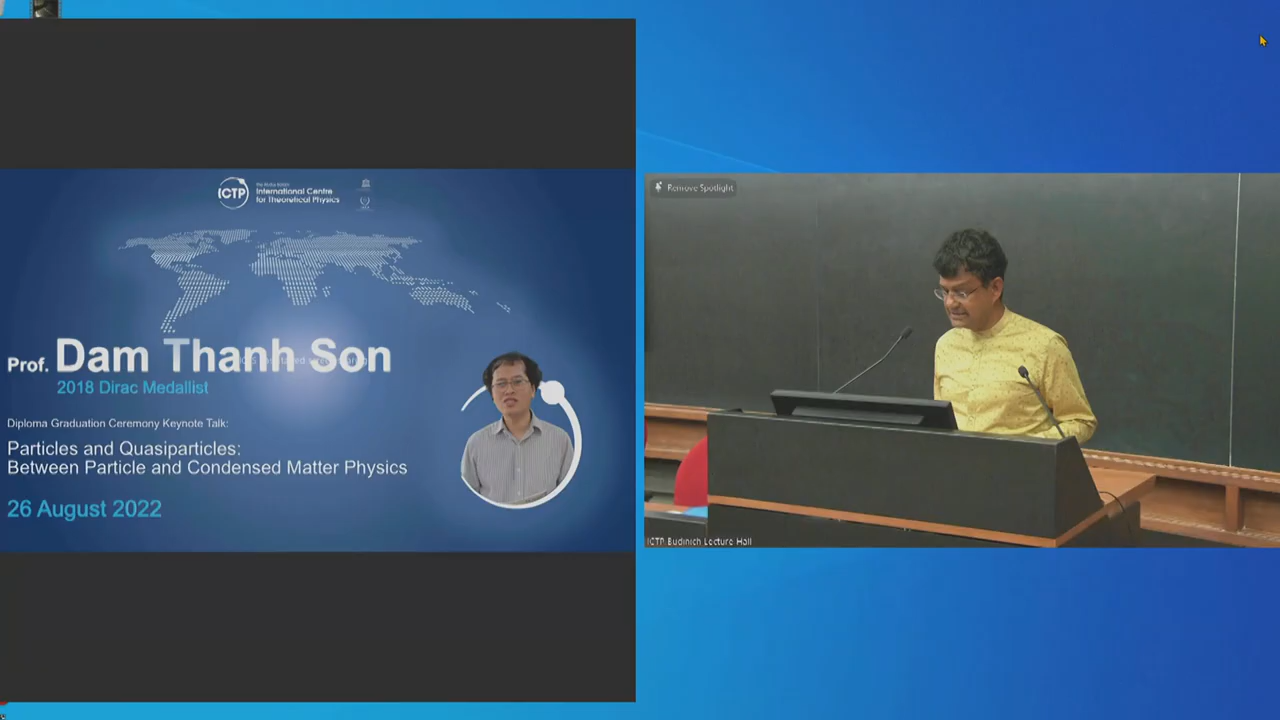 ICTP
International Centre
for Theoretical Physics
Prof. Dam Thanh Son
2018 Dirac Medallist
Diploma Graduation Ceremony Keynote Talk:
Particles and Quasiparticles:
Between Particle and Condensed Matter Physics
26 August 2022
Remove Spotlight
ICTP Budinich Lecture Hall